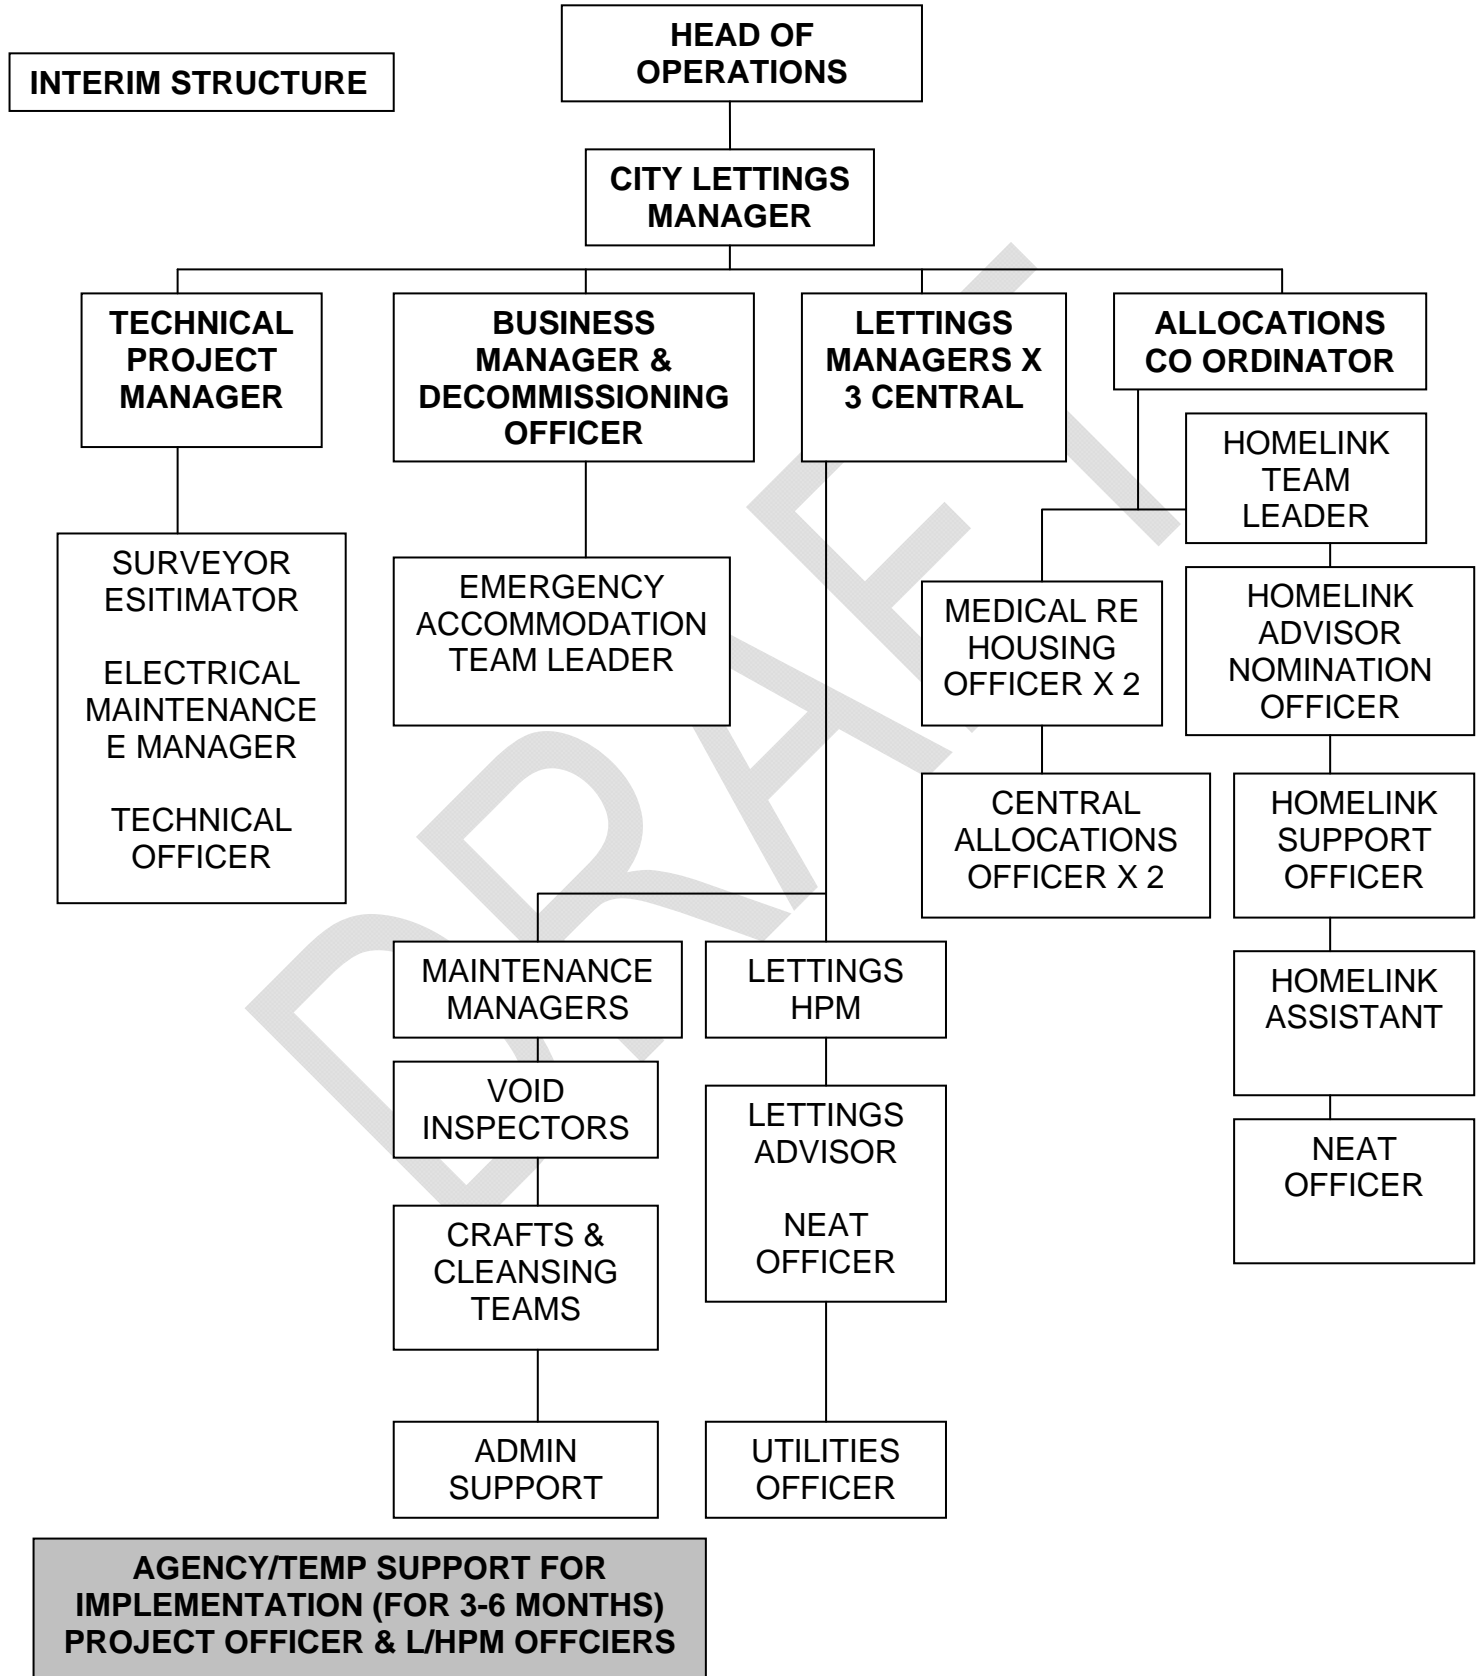 INTERIM STRUCTURE
HEAD OF
OPERATIONS
CITY LETTINGS
MANAGER
TECHNICAL
PROJECT
MANAGER
BUSINESS
MANAGER &
DECOMMISSIONING
OFFICER
LETTINGS
MANAGERS X
3 CENTRAL
ALLOCATIONS
CO ORDINATOR
SURVEYOR
ESITIMATOR
ELECTRICAL
MAINTENANCE
E MANAGER
TECHNICAL
OFFICER
EMERGENCY
ACCOMMODATION
TEAM LEADER
HOMELINK
TEAM
LEADER
MEDICAL RE
HOUSING
OFFICER X 2
HOMELINK
ADVISOR
NOMINATION
OFFICER
CENTRAL
ALLOCATIONS
OFFICER X 2
HOMELINK
SUPPORT
OFFICER
MAINTENANCE
MANAGERS
LETTINGS
HPM
HOMELINK
ASSISTANT
VOID
INSPECTORS
LETTINGS
ADVISOR
NEAT
OFFICER
NEAT
OFFICER
CRAFTS &
CLEANSING
TEAMS
ADMIN
SUPPORT
UTILITIES
OFFICER
AGENCY/TEMP SUPPORT FOR
IMPLEMENTATION (FOR 3-6 MONTHS)
PROJECT OFFICER & L/HPM OFFCIERS
DRAFT